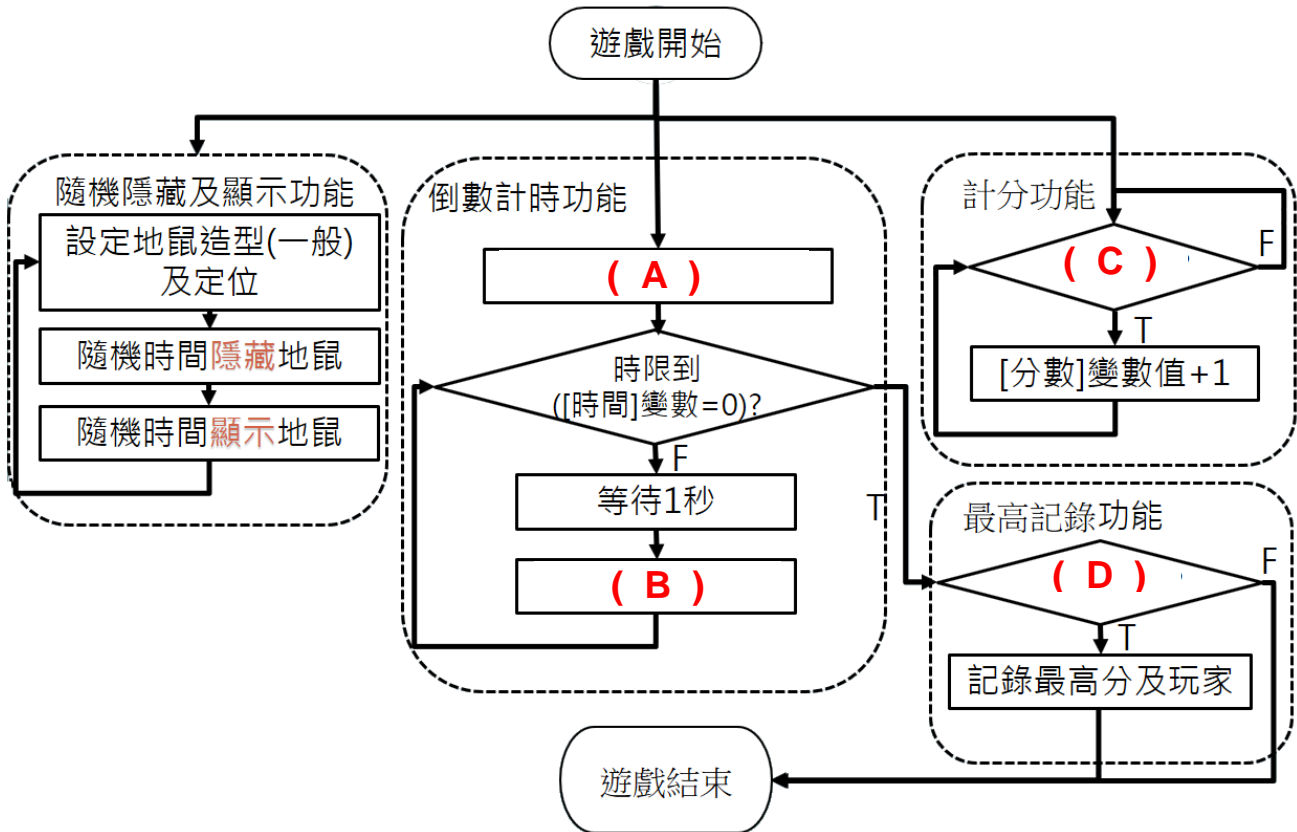 遊戲開始
隨機隱藏及顯示功能
設定地鼠造型(一般)
及定位
隨機時間隱藏地鼠
隨機時間顯示地鼠
倒數計時功能
( A )
時限到
([時間]變數=0)?
F
等待1秒
( B )
T
計分功能
( C )
F
T
[分數]變數值+1
最高記錄功能
( D )
F
T
記錄最高分及玩家
遊戲結束